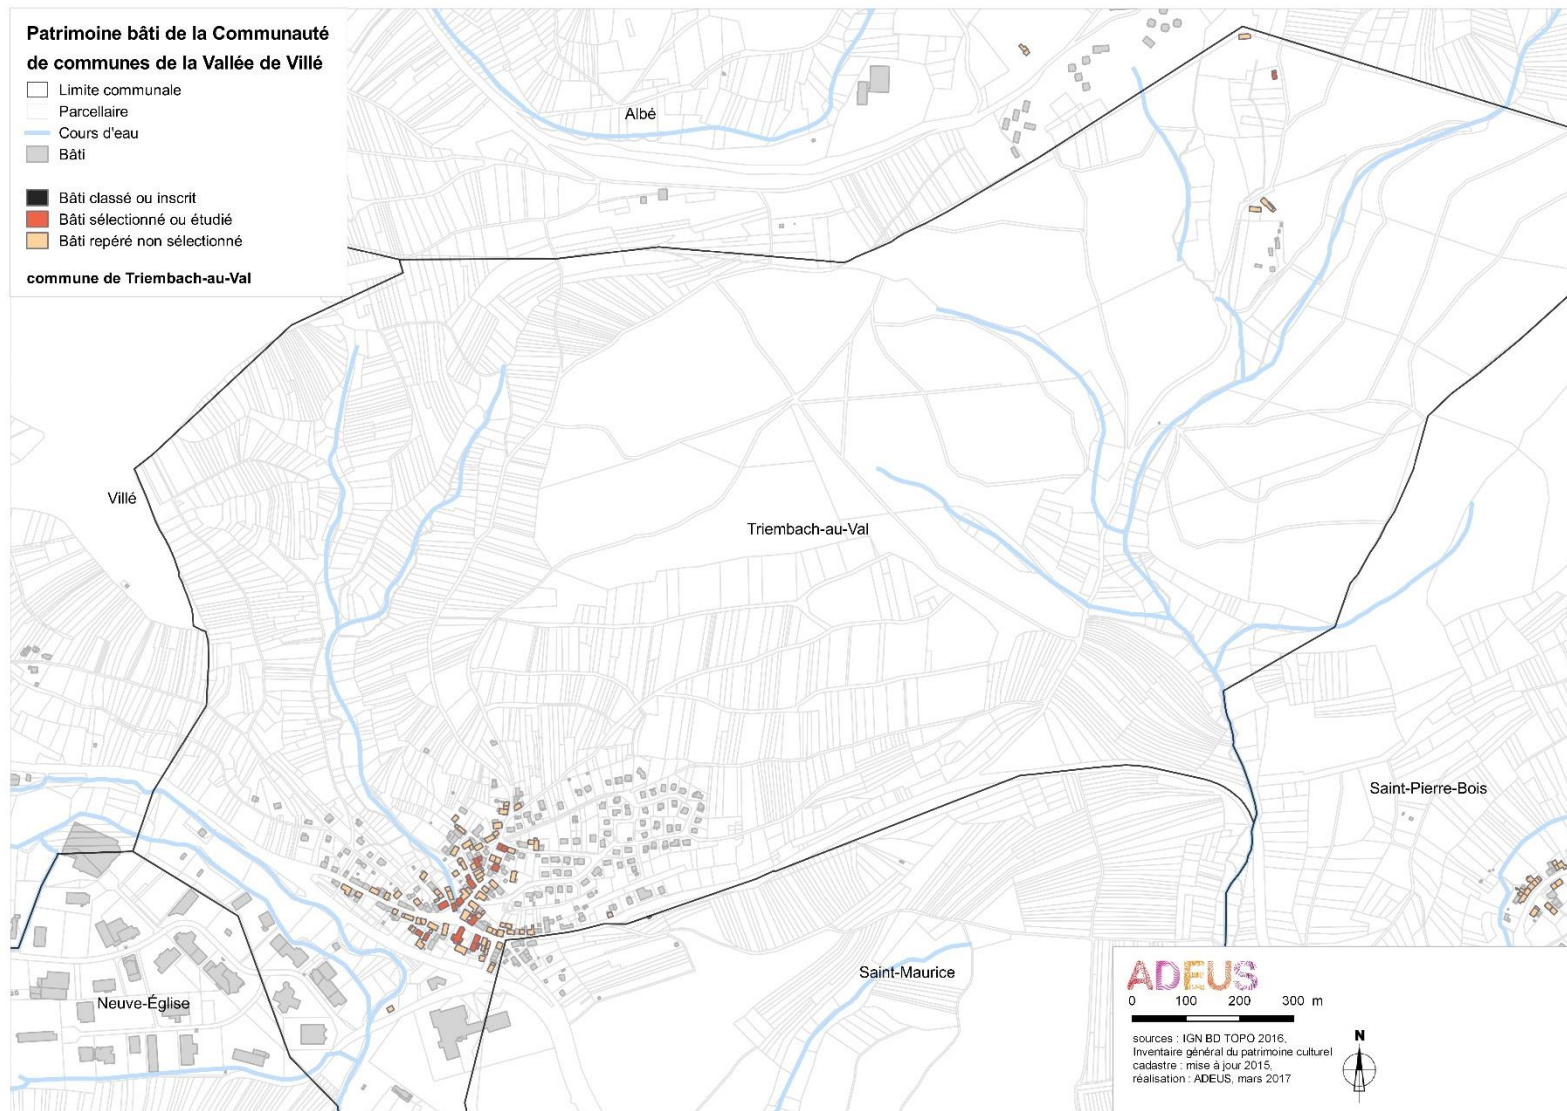 Patrimoine bâti de la Communauté
de communes de la Vallée de Villé
Limite communale
Parcellaire
Cours d'eau
Bâti
Bâti classé ou inscrit
Bâti sélectionné ou étudié
Bâti repéré non sélectionné
commune de Triembach-au-Val
Albé
Villé
Triembach-au-Val
Saint-Pierre-Bois
Saint-Maurice
Neuve-Église
ADEUS
0 100 200 300 m
sources : IGN BD TOPO 2016,
Inventaire général du patrimoine culturel
cadastre : mise à jour 2015,
réalisation : ADEUS, mars 2017
N